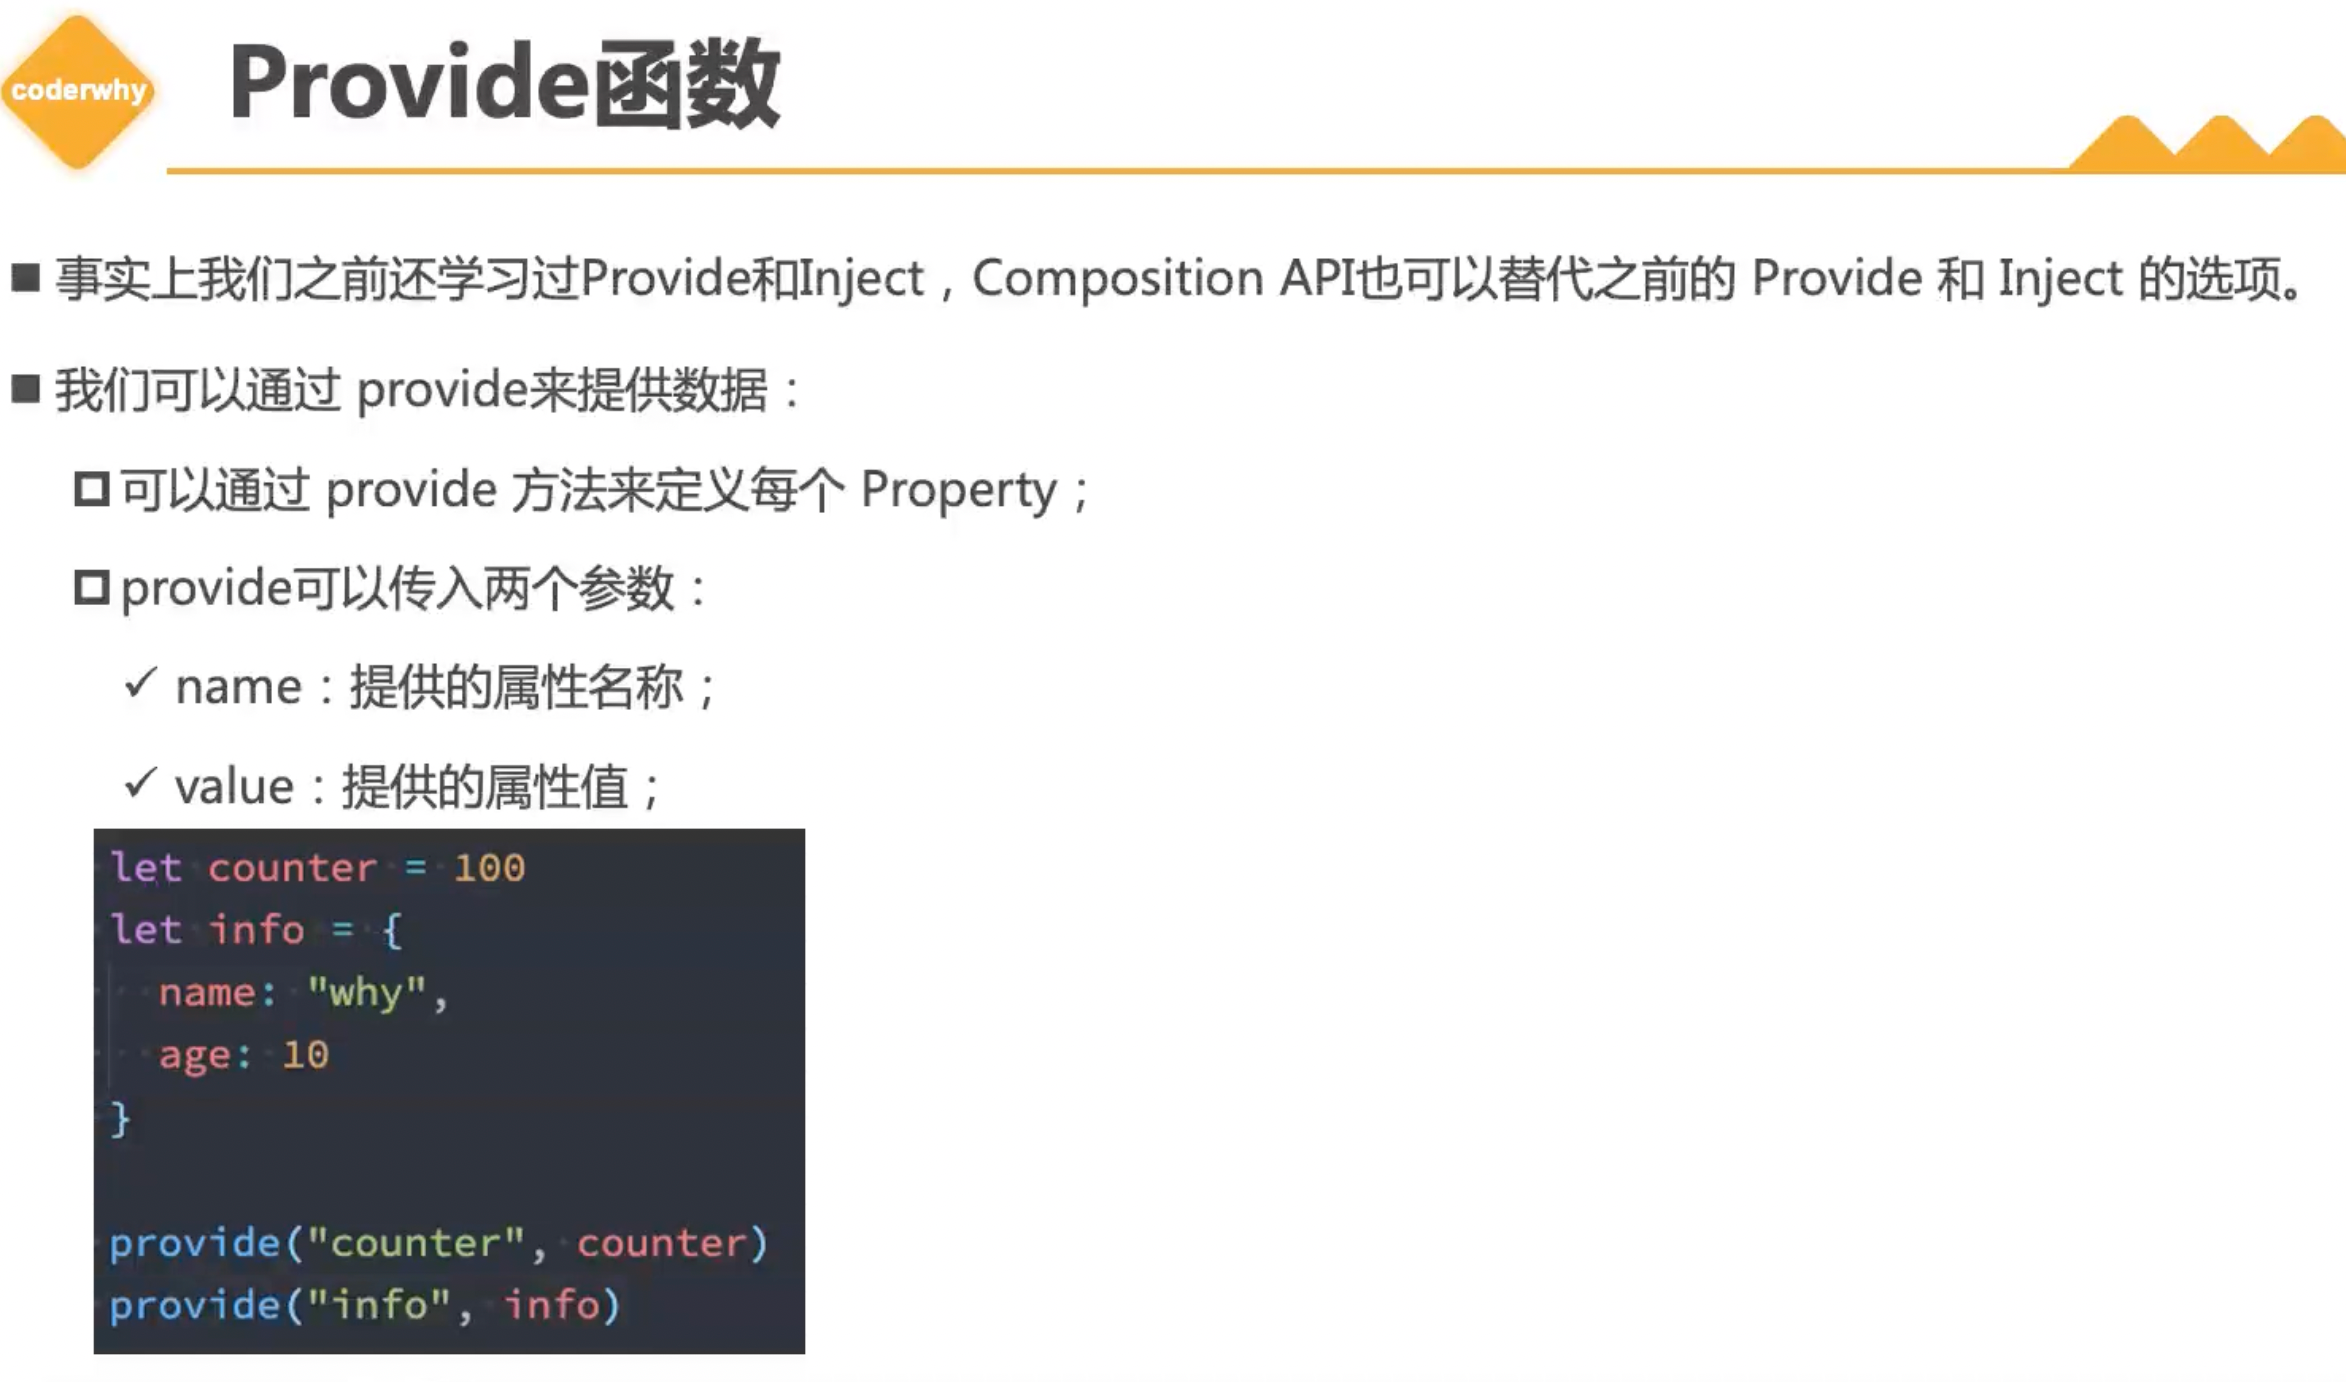 coderwhy
Provide函数
事实上我们之前还学习过Provide和Inject，Composition API也可以替代之前的 Provide 和 Inject 的选项。
我们可以通过 provide来提供数据：
可以通过 provide 方法来定义每个 Property；
provide可以传入两个参数：
name：提供的属性名称；
value：提供的属性值；
let counter = 100
let info = {
  name: "why",
  age: 10
}
provide("counter", counter)
provide("info", info)